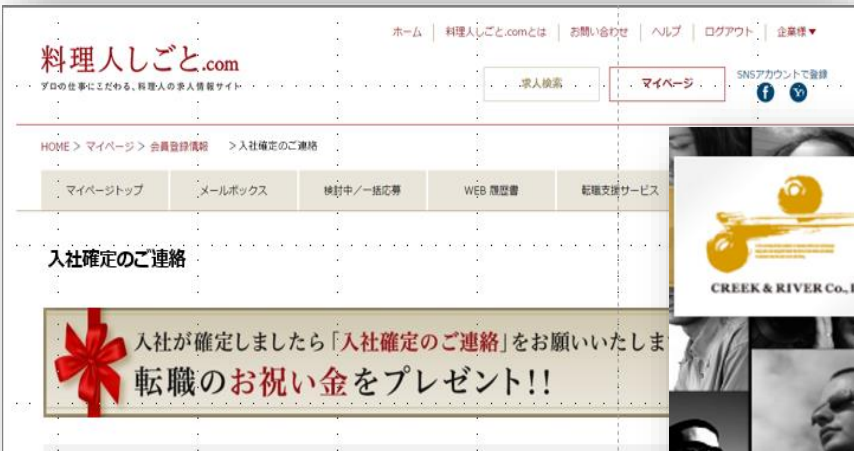 ホーム 料理人しごと.comとは お問い合わせ ヘルプ ログアウト 企業様▼
料理人しごと.com
プロの仕事にこだわる、料理人の求人情報サイト
求人検索 マイページ SNSアカウントで登録
HOME > マイページ > 会員登録情報 > 入社確定のご連絡
マイページトップ メールボックス 検討中／一括応募 WEB 履歴書 転職支援サービス
CREEK & RIVER Co., L
入社確定のご連絡
入社が確定しましたら「入社確定のご連絡」をお願いいたしま
転職のお祝い金をプレゼント!!